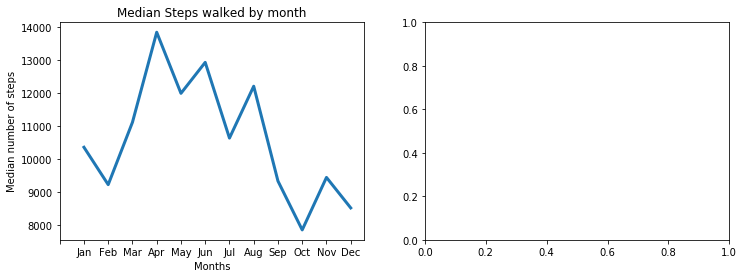 Median Steps walked by month
Median number of steps
14000
13000
12000
11000
10000
9000
8000
Jan Feb Mar Apr May Jun Jul Aug Sep Oct Nov Dec
Months
1.0
0.8
0.6
0.4
0.2
0.0
0.0 0.2 0.4 0.6 0.8 1.0